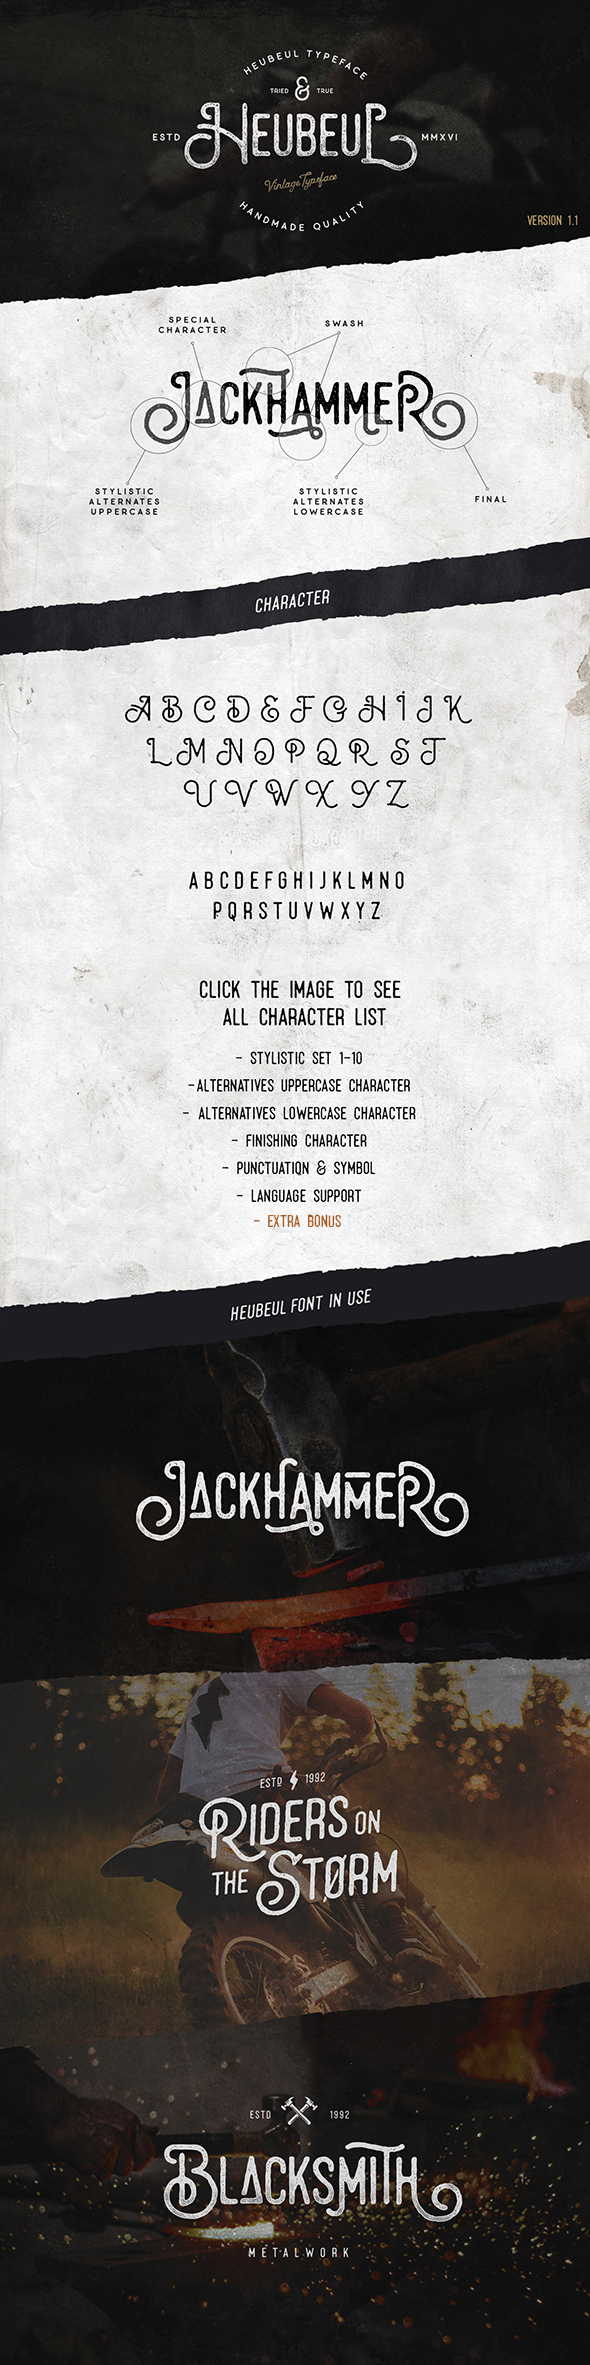 HEUBEUL TYPEFACE
TRIED & TRUE
ESTD HEUBEUL MMXVI
Vintage Typeface
HANDMADE QUALITY
VERSION 1.1
SPECIAL
CHARACTER
SWASH
JACKHAMMER
STYLISTIC
ALTERNATES
UPPERCASE
STYLISTIC
ALTERNATES
LOWERCASE
FINAL
CHARACTER
A B C D E F G H I J K
L M N O P Q R S T
U V W X Y Z
A B C D E F G H I J K L M N O
P Q R S T U V W X Y Z
CLICK THE IMAGE TO SEE
ALL CHARACTER LIST
- STYLISTIC SET 1-10
-ALTERNATIVES UPPERCASE CHARACTER
- ALTERNATIVES LOWERCASE CHARACTER
- FINISHING CHARACTER
- PUNCTUATION & SYMBOL
- LANGUAGE SUPPORT
- EXTRA BONUS
HEUBEUL FONT IN USE
JACKHAMMER
ESTD 1992
RIDERS ON
THE STØRM
ESTD 1992
BLACKSMITH
METALWORK